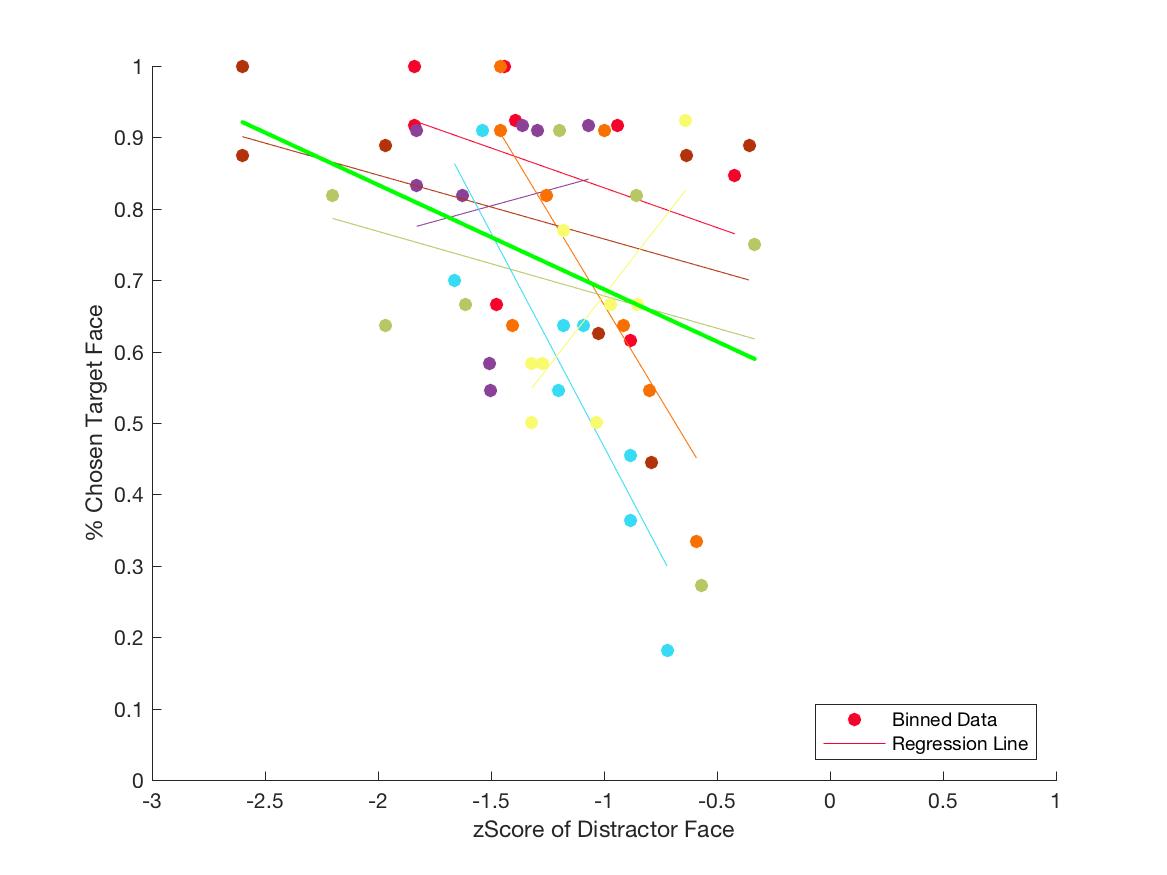 1
0.9
0.8
0.7
0.6
0.5
0.4
0.3
0.2
0.1
0
% Chosen Target Face
Binned Data
Regression Line
-3 -2.5 -2 -1.5 -1 -0.5 0 0.5 1
zScore of Distractor Face